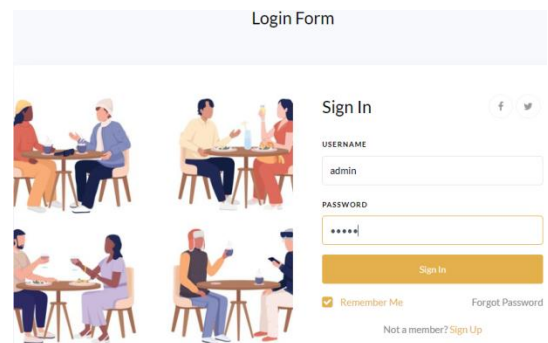 Login Form
Sign In
USERNAME
admin
PASSWORD
•••••
Sign In
Remember Me Forgot Password
Not a member? Sign Up